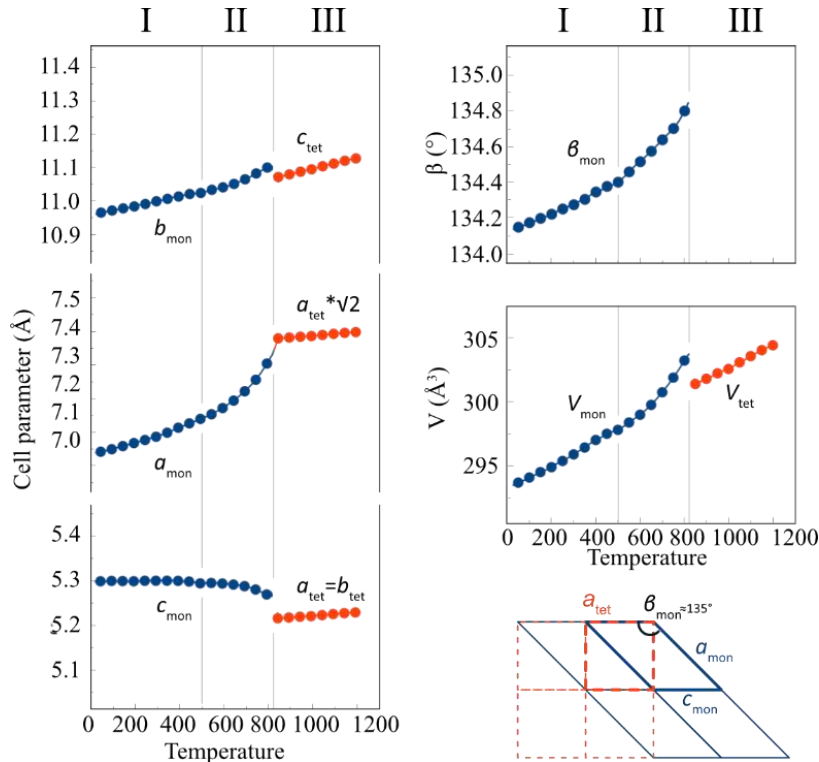 I II III
11.4
11.3
11.2
11.1
11.0
10.9
c_tet
b_mon
7.5
7.4
7.3
7.2
7.1
7.0
a_tet*√2
a_mon
5.4
5.3
5.2
5.1
a_tet=b_tet
c_mon
Cell parameter (Å)
0 200 400 600 800 1000 1200
Temperature
I II III
135.0
134.8
134.6
134.4
134.2
134.0
β (°)
β_mon
305
300
295
V (Å³)
V_mon
V_tet
0 200 400 600 800 1000 1200
Temperature
a_tet
β_mon≈135°
a_mon
c_mon